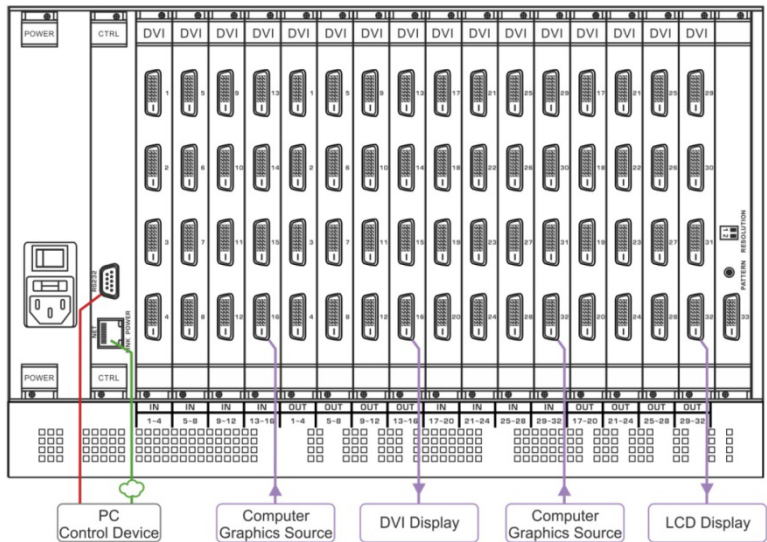 POWER CTRL DVI DVI DVI DVI DVI DVI DVI DVI DVI DVI DVI DVI DVI DVI DVI DVI
1 5 9 13 1 5 9 13 17 21 25 29 17 21 25 29
2 6 10 14 2 6 10 14 18 22 26 30 18 22 26 30
3 7 11 15 3 7 11 15 19 23 27 31 19 23 27 31
1 2
RESOLUTION
PATTERN
RS232
4 8 12 16 4 8 12 16 20 24 28 32 20 24 28 32 33
NET
POWER
POWER CTRL
IN IN IN IN OUT OUT OUT OUT IN IN IN IN OUT OUT OUT OUT
1-4 5-8 9-12 13-16 1-4 5-8 9-12 13-16 17-20 21-24 25-28 29-32 17-20 21-24 25-28 29-32
PC
Control Device
Computer
Graphics Source
DVI Display
Computer
Graphics Source
LCD Display